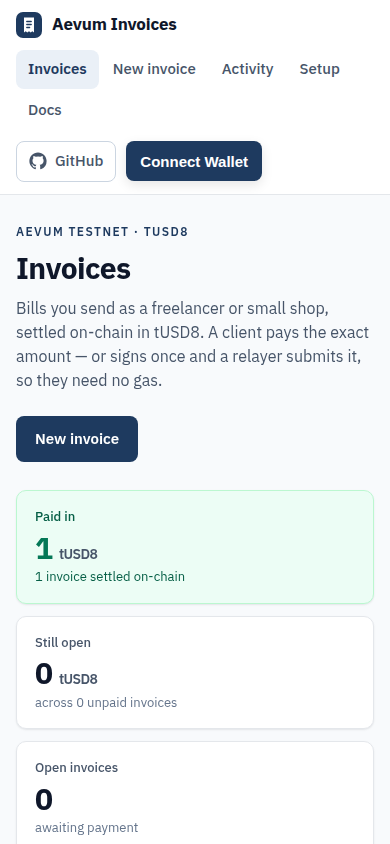 Aevum Invoices
Invoices
New invoice
Activity
Setup
Docs
GitHub
Connect Wallet
AEVUM TESTNET · TUSD8
Invoices
Bills you send as a freelancer or small shop,
settled on-chain in tUSD8. A client pays the exact
amount — or signs once and a relayer submits it,
so they need no gas.
New invoice
Paid in
1 tUSD8
1 invoice settled on-chain
Still open
0 tUSD8
across 0 unpaid invoices
Open invoices
0
awaiting payment